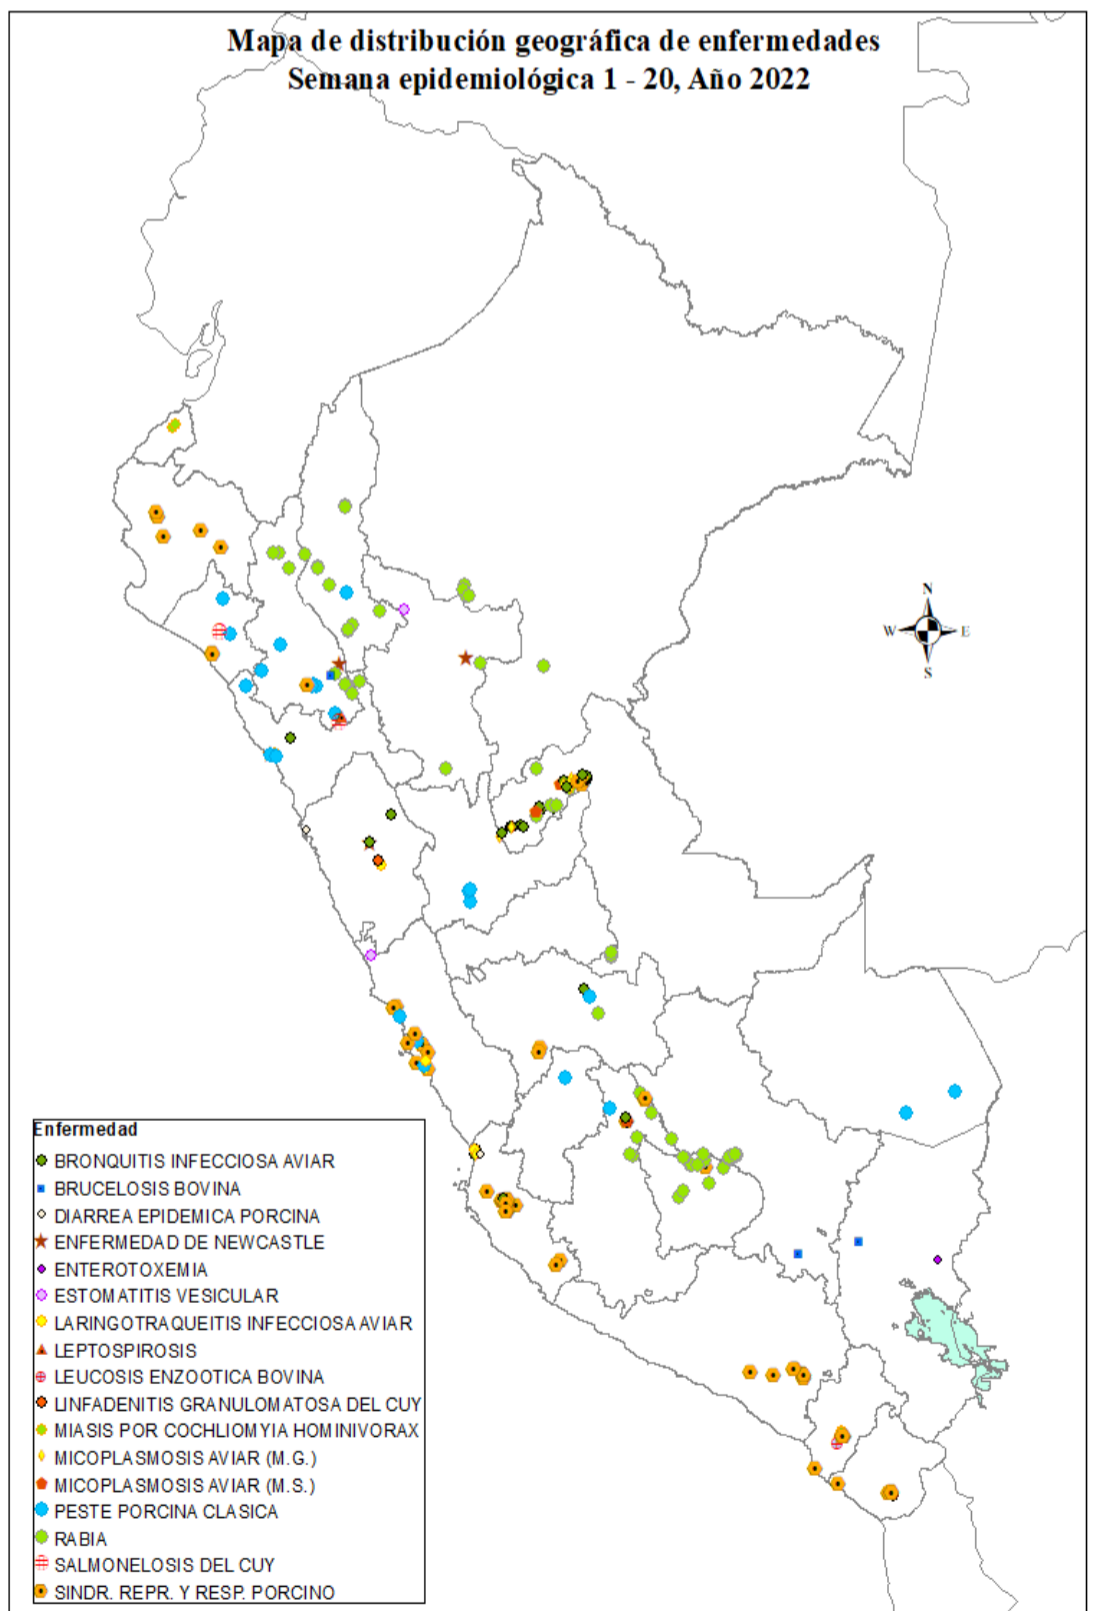 Mapa de distribución geográfica de enfermedades
Semana epidemiológica 1 - 20, Año 2022
N
W E
S
Enfermedad
BRONQUITIS INFECCIOSA AVIAR
BRUCELOSIS BOVINA
DIARREA EPIDEMICA PORCINA
ENFERMEDAD DE NEWCASTLE
ENTEROTOXEMIA
ESTOMATITIS VESICULAR
LARINGOTRAQUEITIS INFECCIOSA AVIAR
LEPTOSPIROSIS
LEUCOSIS ENZOOTICA BOVINA
LINFADENITIS GRANULOMATOSA DEL CUY
MIASIS POR COCHLIOMYIA HOMINIVORAX
MICOPLASMOSIS AVIAR (M.G.)
MICOPLASMOSIS AVIAR (M.S.)
PESTE PORCINA CLASICA
RABIA
SALMONELOSIS DEL CUY
SINDR. REPR. Y RESP. PORCINO